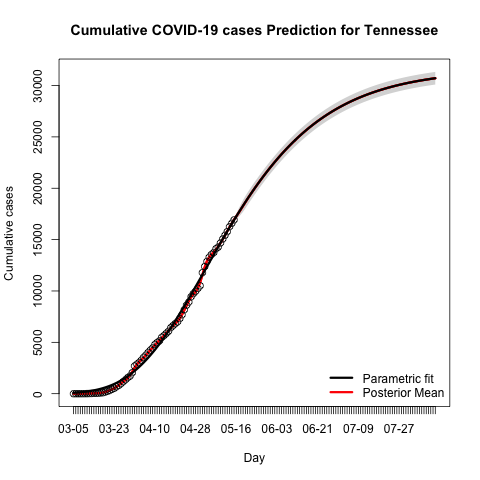 Cumulative COVID-19 cases Prediction for Tennessee
Cumulative cases
30000
25000
20000
15000
10000
5000
0
Parametric fit
Posterior Mean
03-05 03-23 04-10 04-28 05-16 06-03 06-21 07-09 07-27
Day